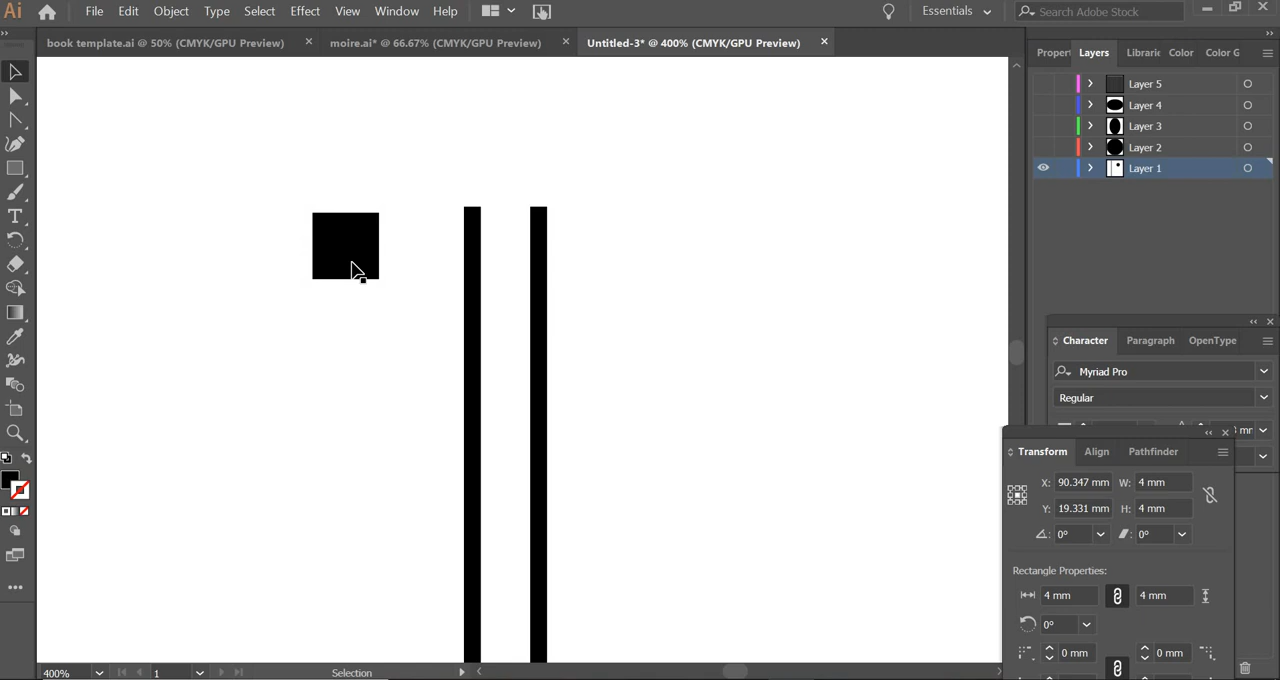 Ai File Edit Object Type Select Effect View Window Help Essentials Search Adobe Stock
book template.ai @ 50% (CMYK/GPU Preview) × moire.ai* @ 66.67% (CMYK/GPU Preview) × Untitled-3* @ 400% (CMYK/GPU Preview) ×
Layers Color
Layer 5
Layer 4
Layer 3
Layer 2
Layer 1
Character Paragraph OpenType
Myriad Pro
Regular
Transform Align Pathfinder
X: 90.347 mm W: 4 mm
Y: 19.331 mm H: 4 mm
0° 0°
Rectangle Properties:
4 mm 4 mm
0°
0 mm 0 mm
400% 1 Selection